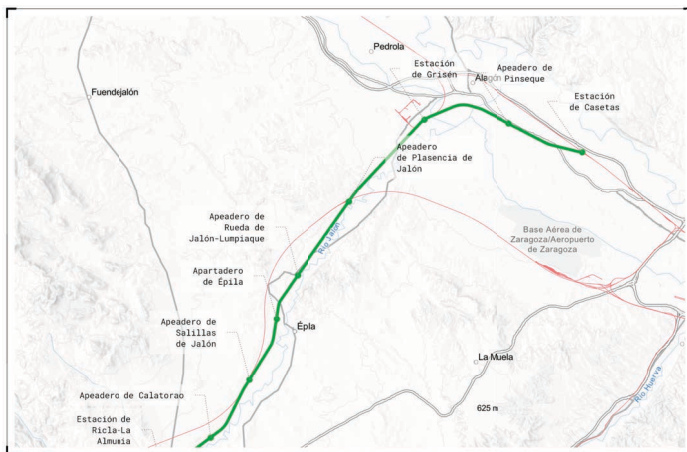 Pedrola
Estación
de Grisén
Alagón
Apeadero de
Pinseque
Estación
de Casetas
Fuendejalón
Apeadero
de Plasencia de
Jalón
Apeadero de
Rueda de
Jalón-Lumpiaque
Río Jalón
Base Aérea de
Zaragoza/Aeropuerto
de Zaragoza
Apartadero
de Épila
Apeadero de
Salillas
de Jalón
Épla
La Muela
Río Huerva
Apeadero de Calatorao
625 m
Estación de
Ricla-La
Almunia